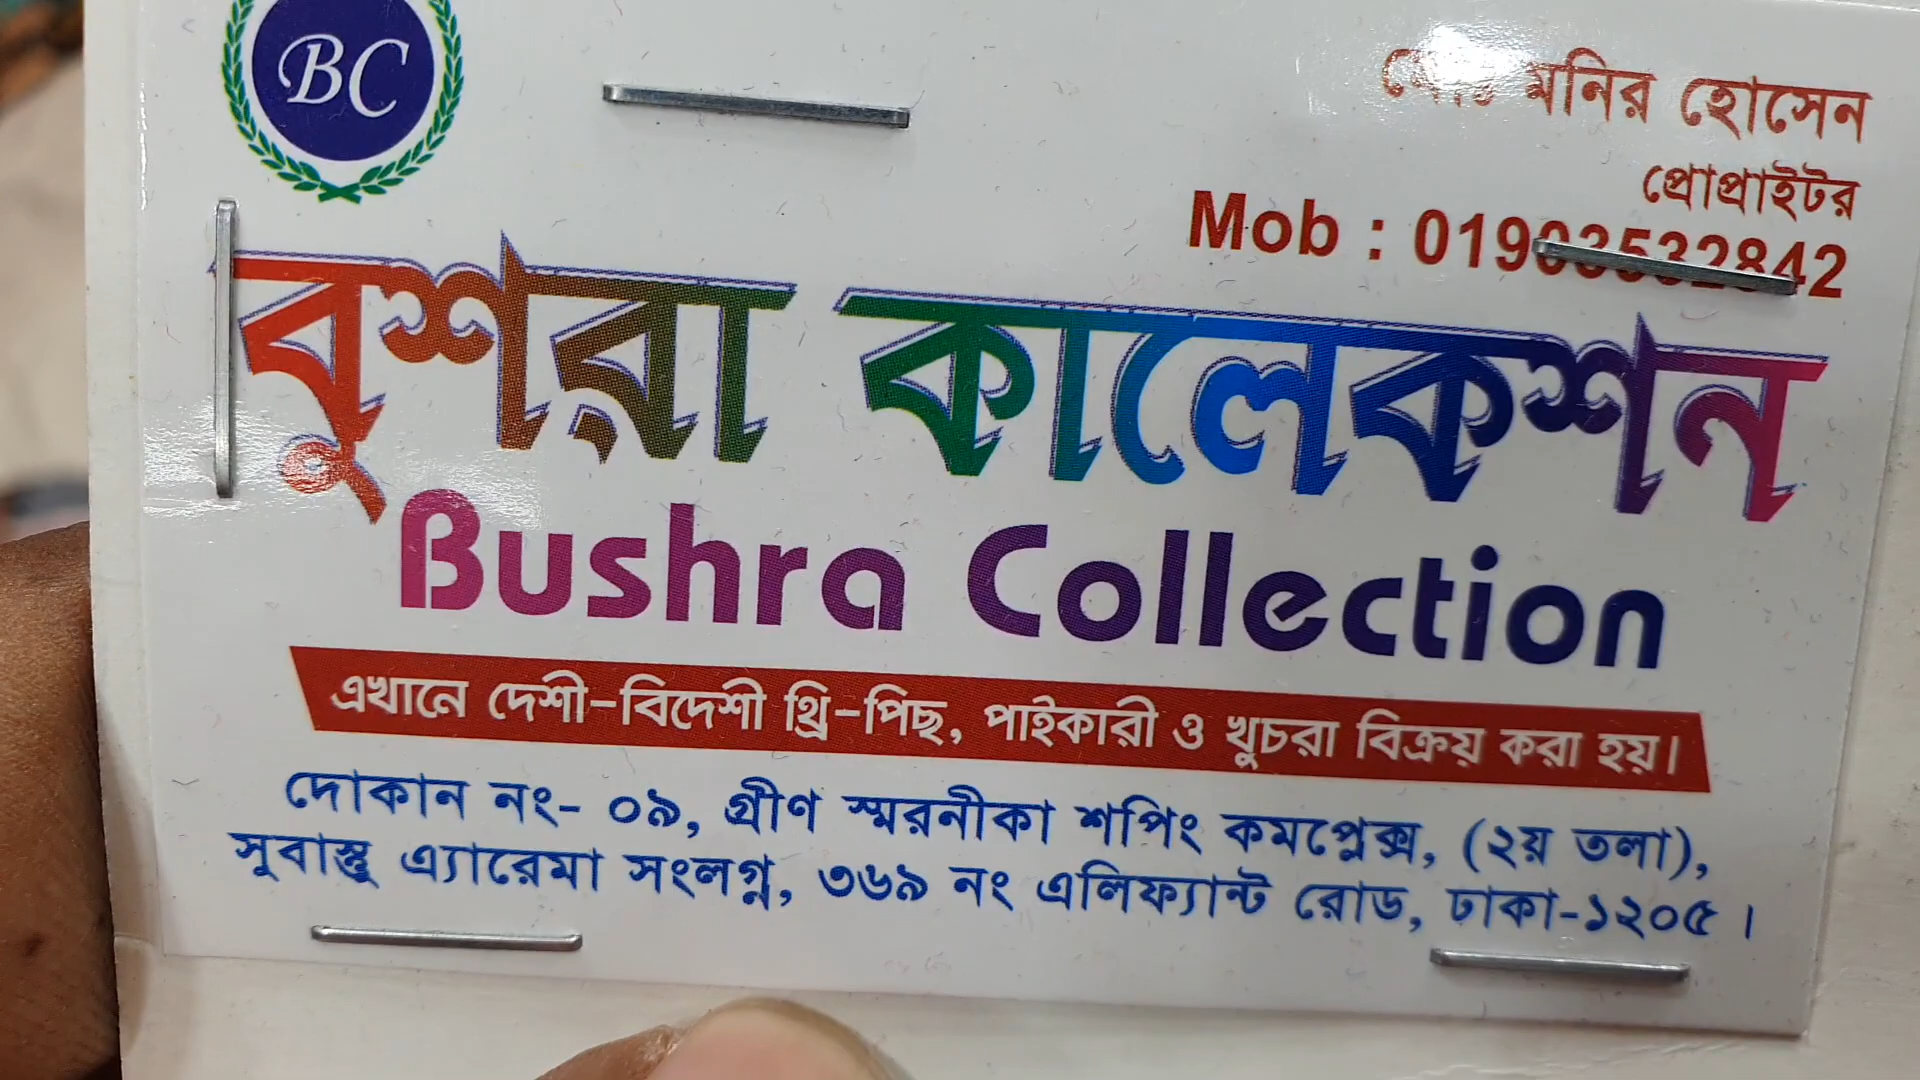 BC
মনির হোসেন
প্রোপ্রাইটর
Mob : 01903532842
বুশরা কালেকশন
Bushra Collection
এখানে দেশী-বিদেশী থ্রি-পিছ, পাইকারী ও খুচরা বিক্রয় করা হয়।
দোকান নং- ০৯, গ্রীণ স্মরনীকা শপিং কমপ্লেক্স, (২য় তলা),
সুবাস্তু এ্যারেমা সংলগ্ন, ৩৬৯ নং এলিফ্যান্ট রোড, ঢাকা-১২০৫।